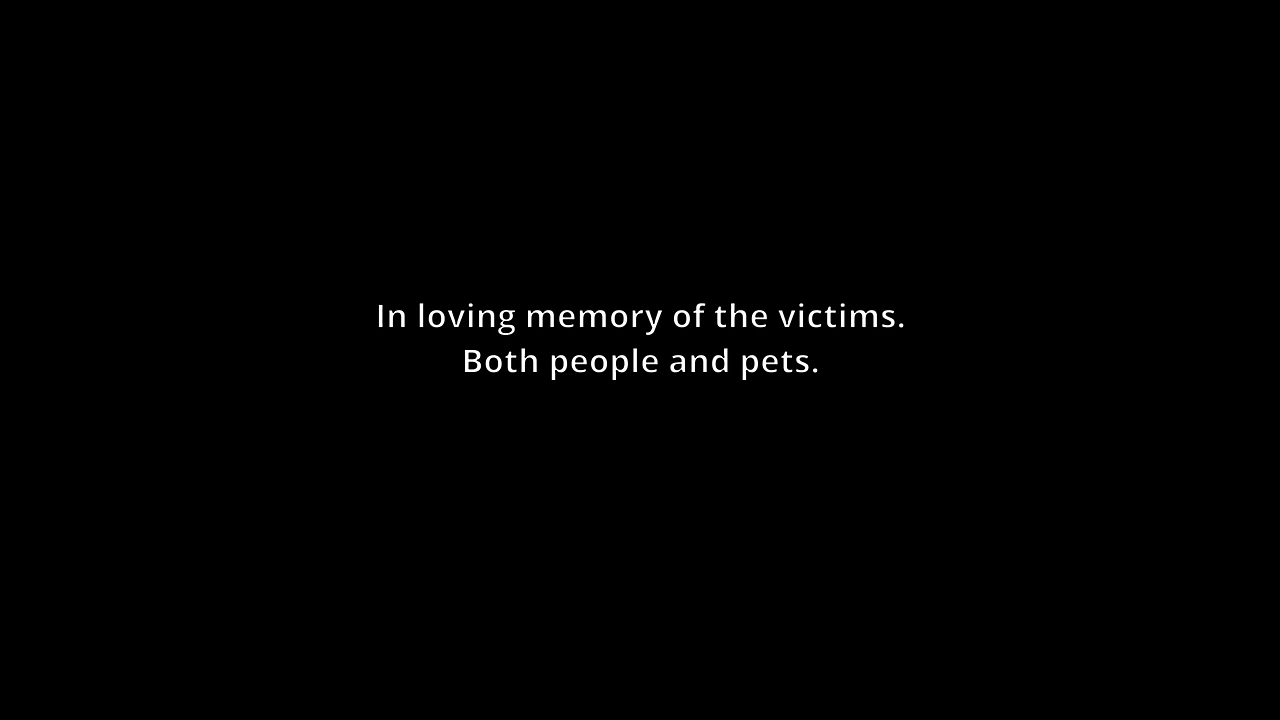 In loving memory of the victims.
Both people and pets.